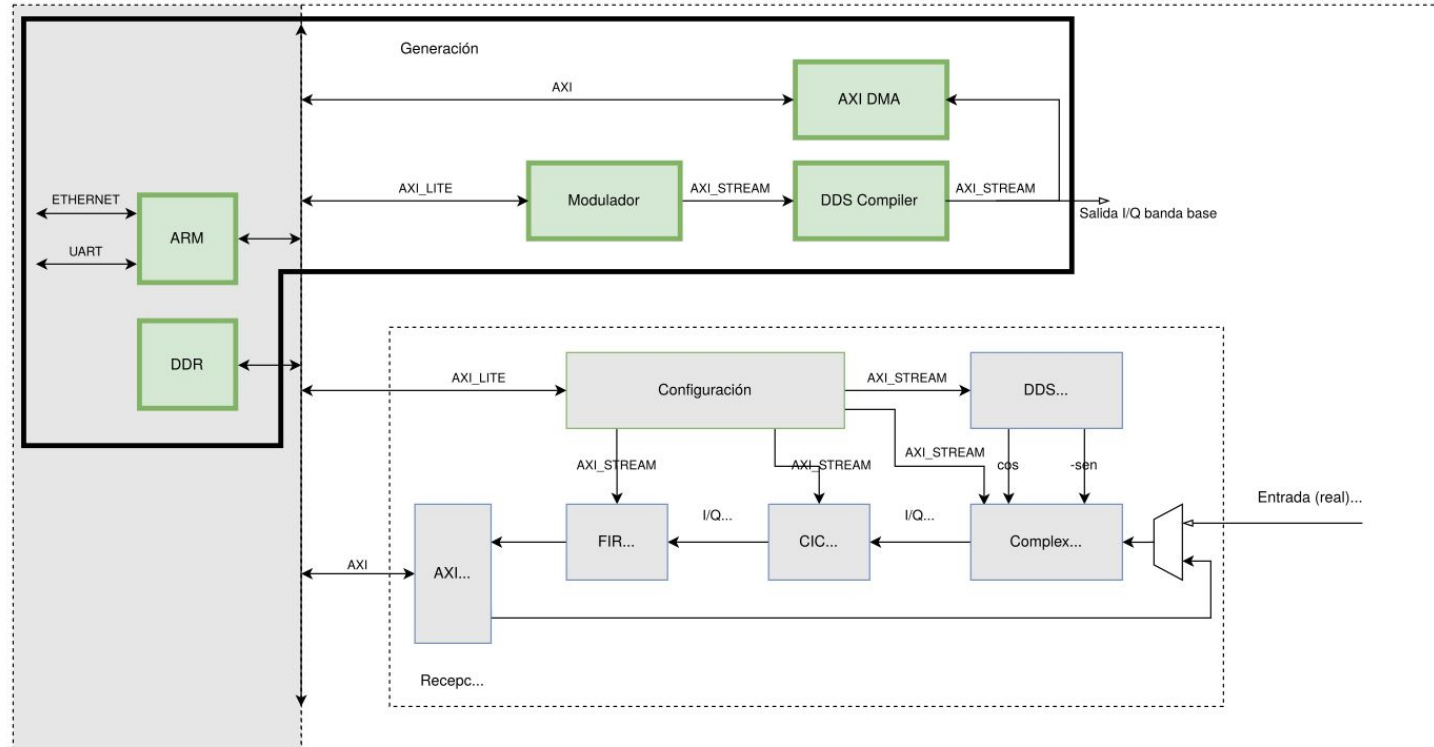 Generación
AXI
AXI DMA
ETHERNET
AXI_LITE
Modulador
AXI_STREAM
DDS Compiler
AXI_STREAM
Salida I/Q banda base
ARM
UART
DDR
AXI_LITE
Configuración
AXI_STREAM
DDS...
AXI_STREAM
AXI_STREAM
AXI_STREAM
cos
-sen
Entrada (real)...
I/Q...
I/Q...
FIR...
CIC...
Complex...
AXI
AXI...
Recepc...